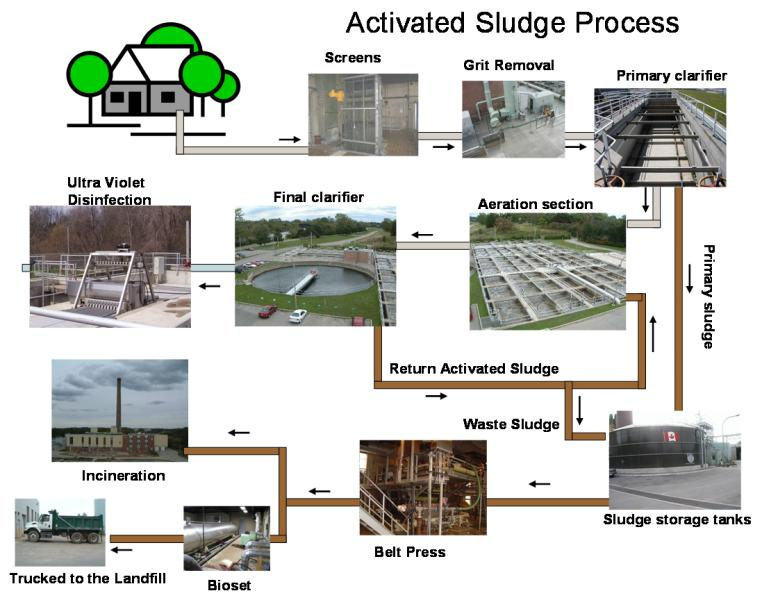 Activated Sludge Process
Screens
Grit Removal
Primary clarifier
Ultra Violet
Disinfection
Final clarifier
Aeration section
Primary sludge
Return Activated Sludge
Waste Sludge
Incineration
Belt Press
Sludge storage tanks
Trucked to the Landfill
Bioset